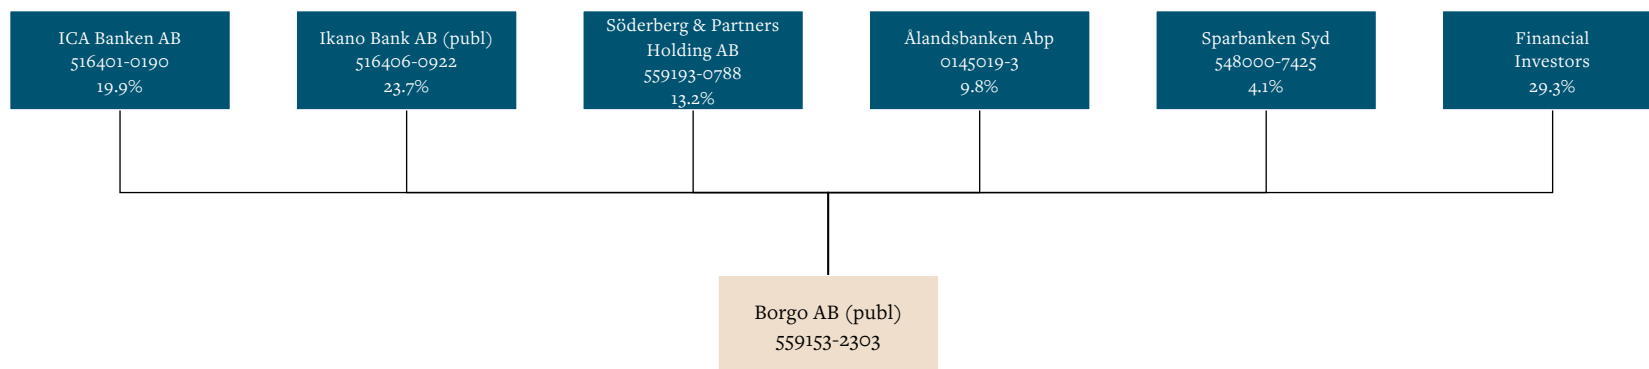 ICA Banken AB
516401-0190
19.9%
Ikano Bank AB (publ)
516406-0922
23.7%
Söderberg & Partners
Holding AB
559193-0788
13.2%
Ålandsbanken Abp
0145019-3
9.8%
Sparbanken Syd
548000-7425
4.1%
Financial
Investors
29.3%
Borgo AB (publ)
559153-2303